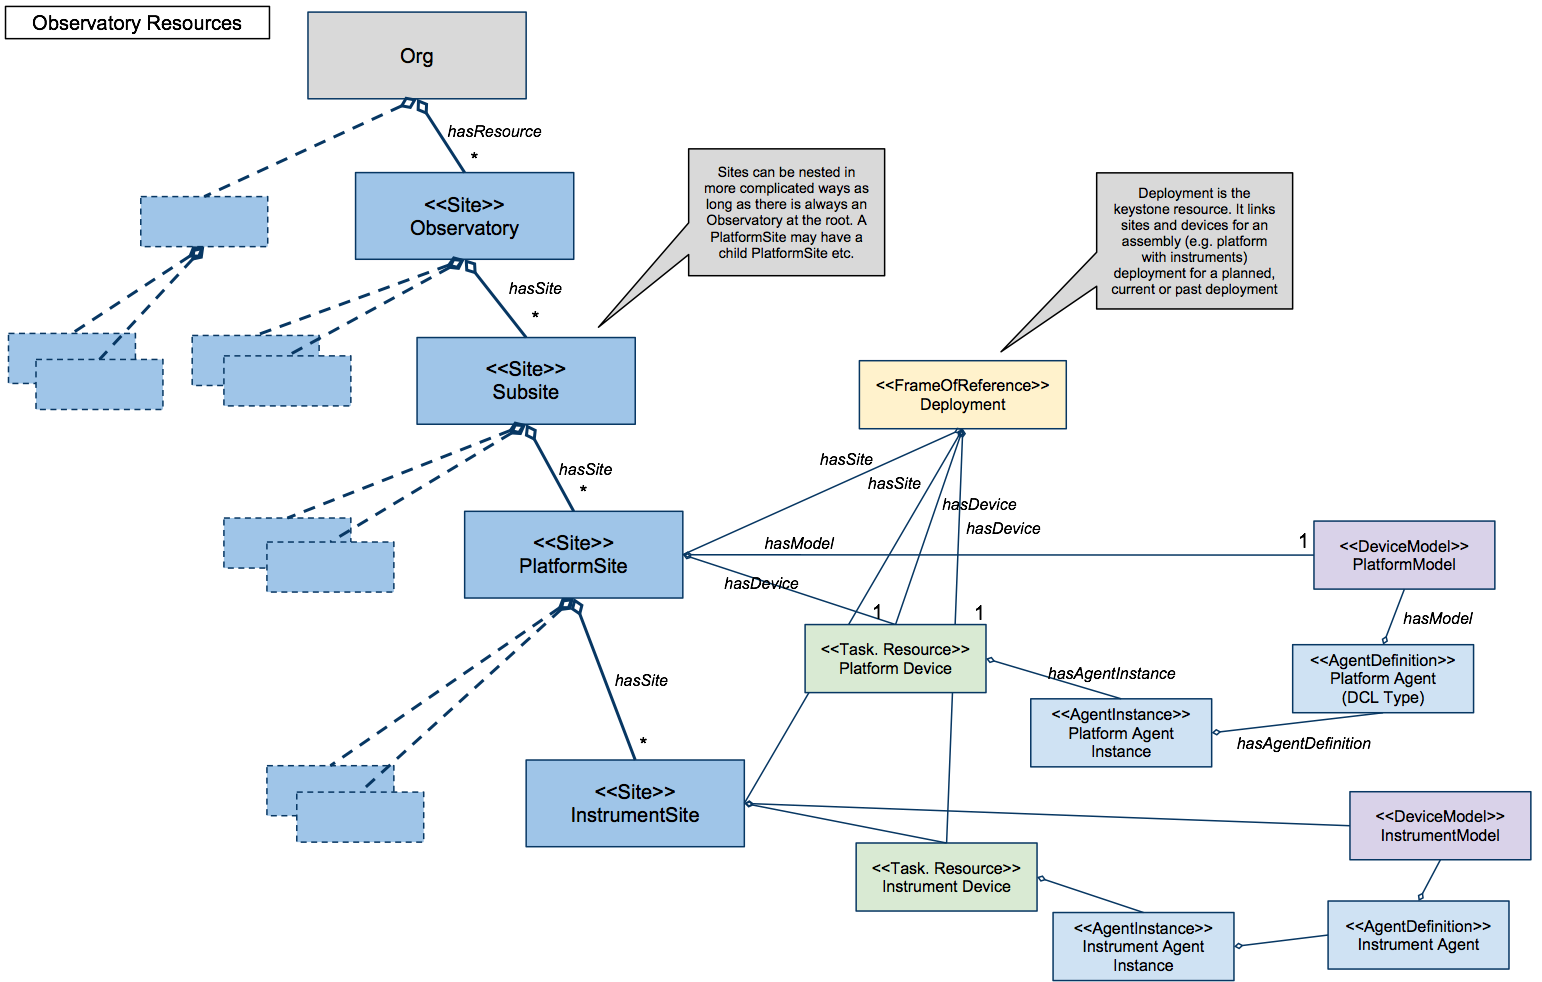 Observatory Resources
Org
hasResource
*
<<Site>>
Observatory
Sites can be nested in
more complicated ways as
long as there is always an
Observatory at the root. A
PlatformSite may have a
child PlatformSite etc.
Deployment is the
keystone resource. It links
sites and devices for an
assembly (e.g. platform
with instruments)
deployment for a planned,
current or past deployment
hasSite
*
<<Site>>
Subsite
<<FrameOfReference>>
Deployment
hasSite
*
hasSite
hasSite
hasDevice
hasDevice
<<Site>>
PlatformSite
hasModel
1
<<DeviceModel>>
PlatformModel
hasDevice
1
1
hasModel
<<Task. Resource>>
Platform Device
hasAgentInstance
<<AgentDefinition>>
Platform Agent
(DCL Type)
hasSite
*
<<AgentInstance>>
Platform Agent
Instance
hasAgentDefinition
<<Site>>
InstrumentSite
<<DeviceModel>>
InstrumentModel
<<Task. Resource>>
Instrument Device
<<AgentInstance>>
Instrument Agent
Instance
<<AgentDefinition>>
Instrument Agent